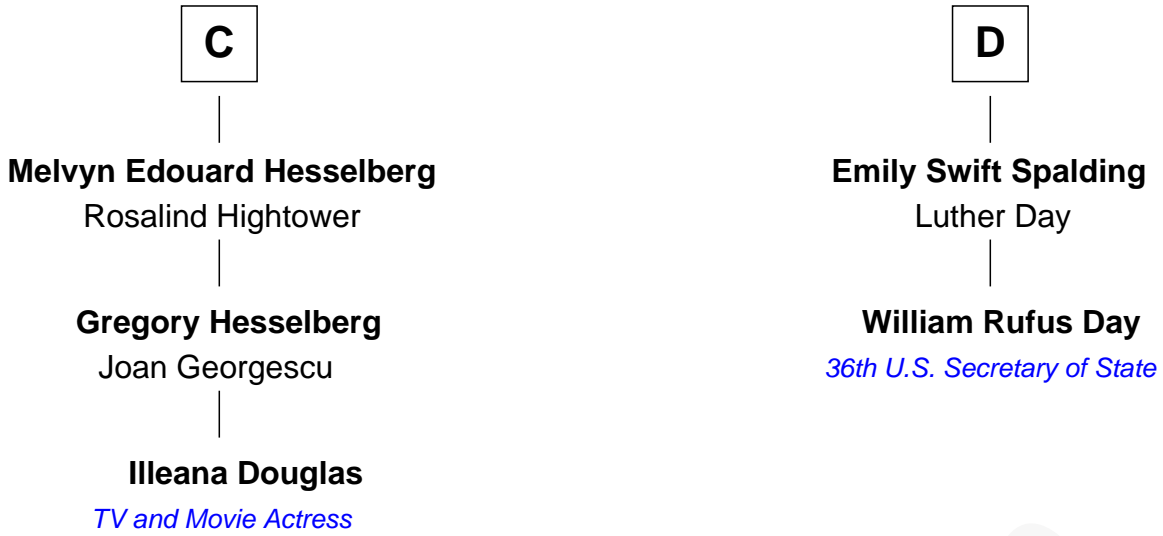 C
Melvyn Edouard Hesselberg
Rosalind Hightower
Gregory Hesselberg
Joan Georgescu
Illeana Douglas
TV and Movie Actress
D
Emily Swift Spalding
Luther Day
William Rufus Day
36th U.S. Secretary of State